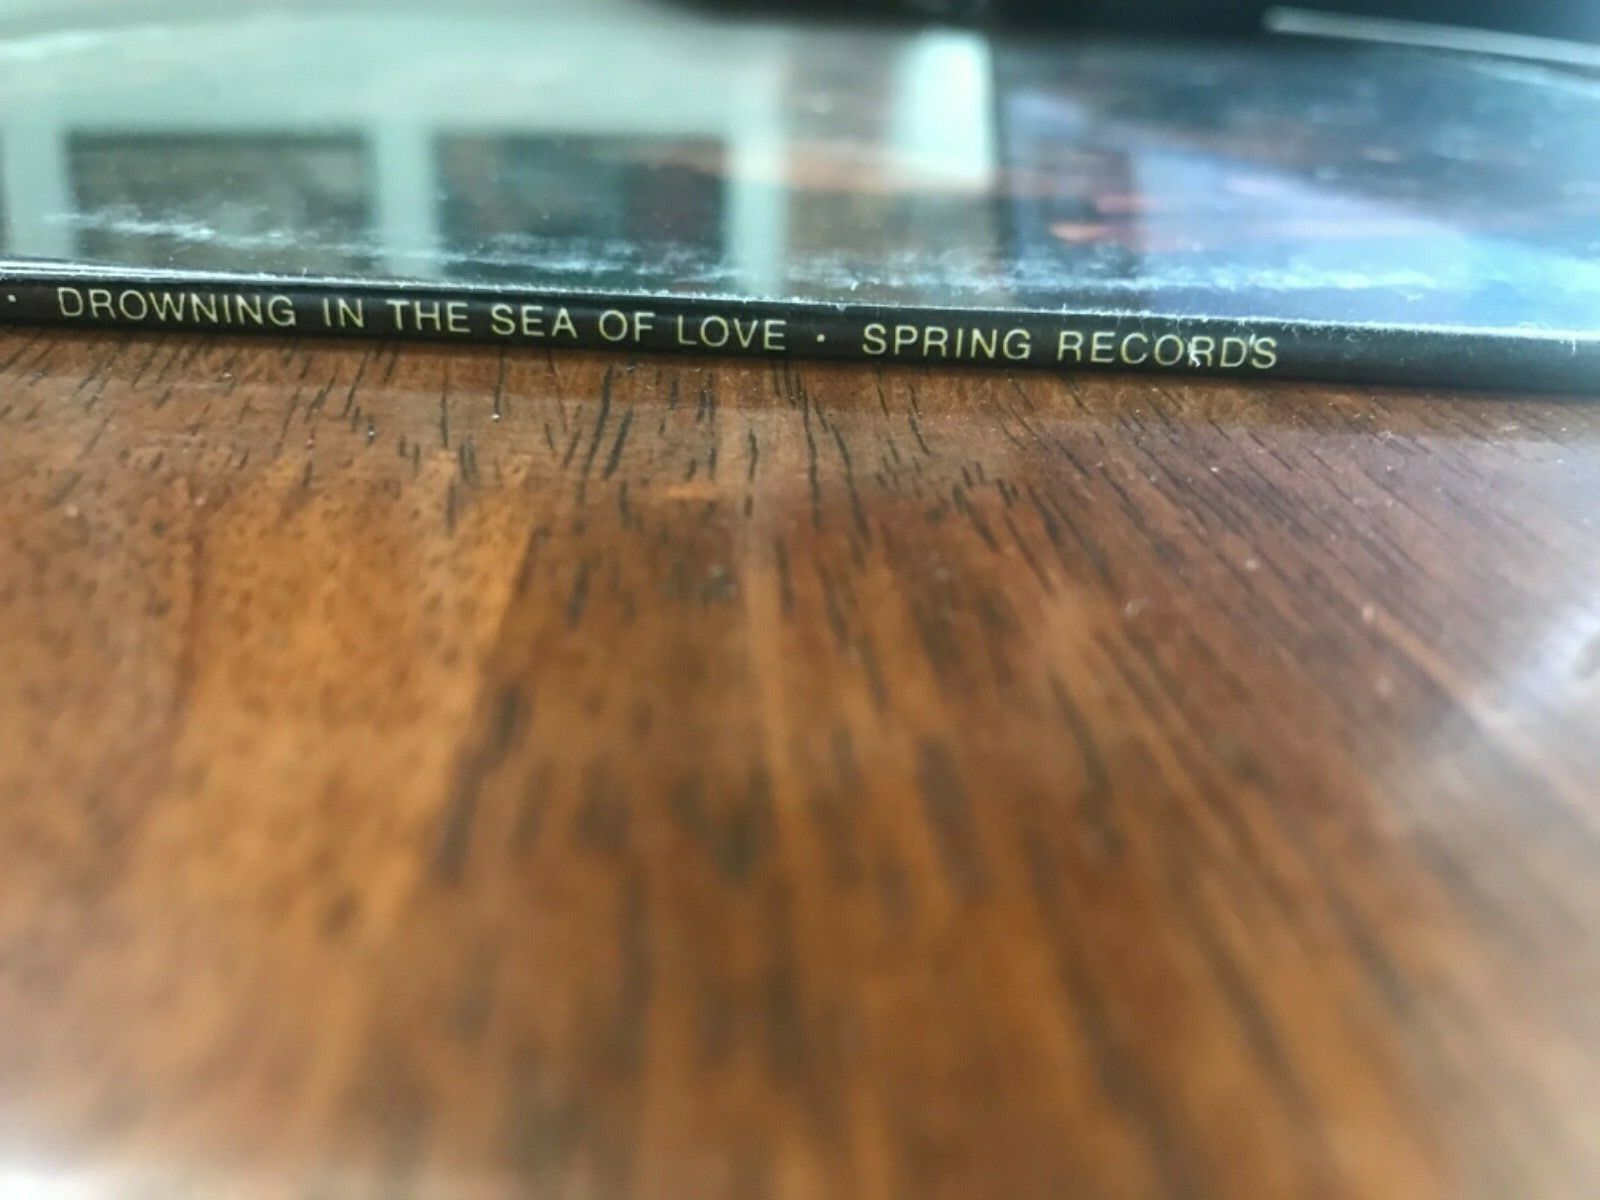 · DROWNING IN THE SEA OF LOVE · SPRING RECORDS